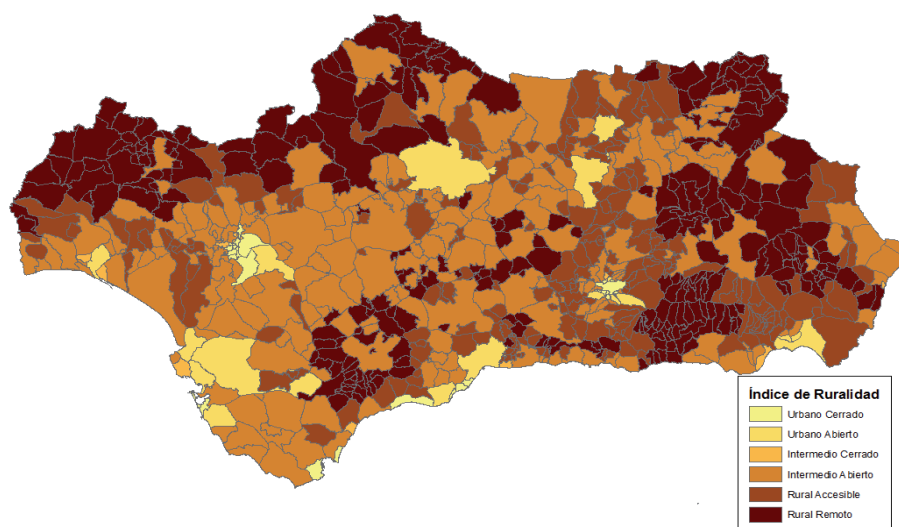 Índice de Ruralidad
Urbano Cerrado
Urbano Abierto
Intermedio Cerrado
Intermedio Abierto
Rural Accesible
Rural Remoto